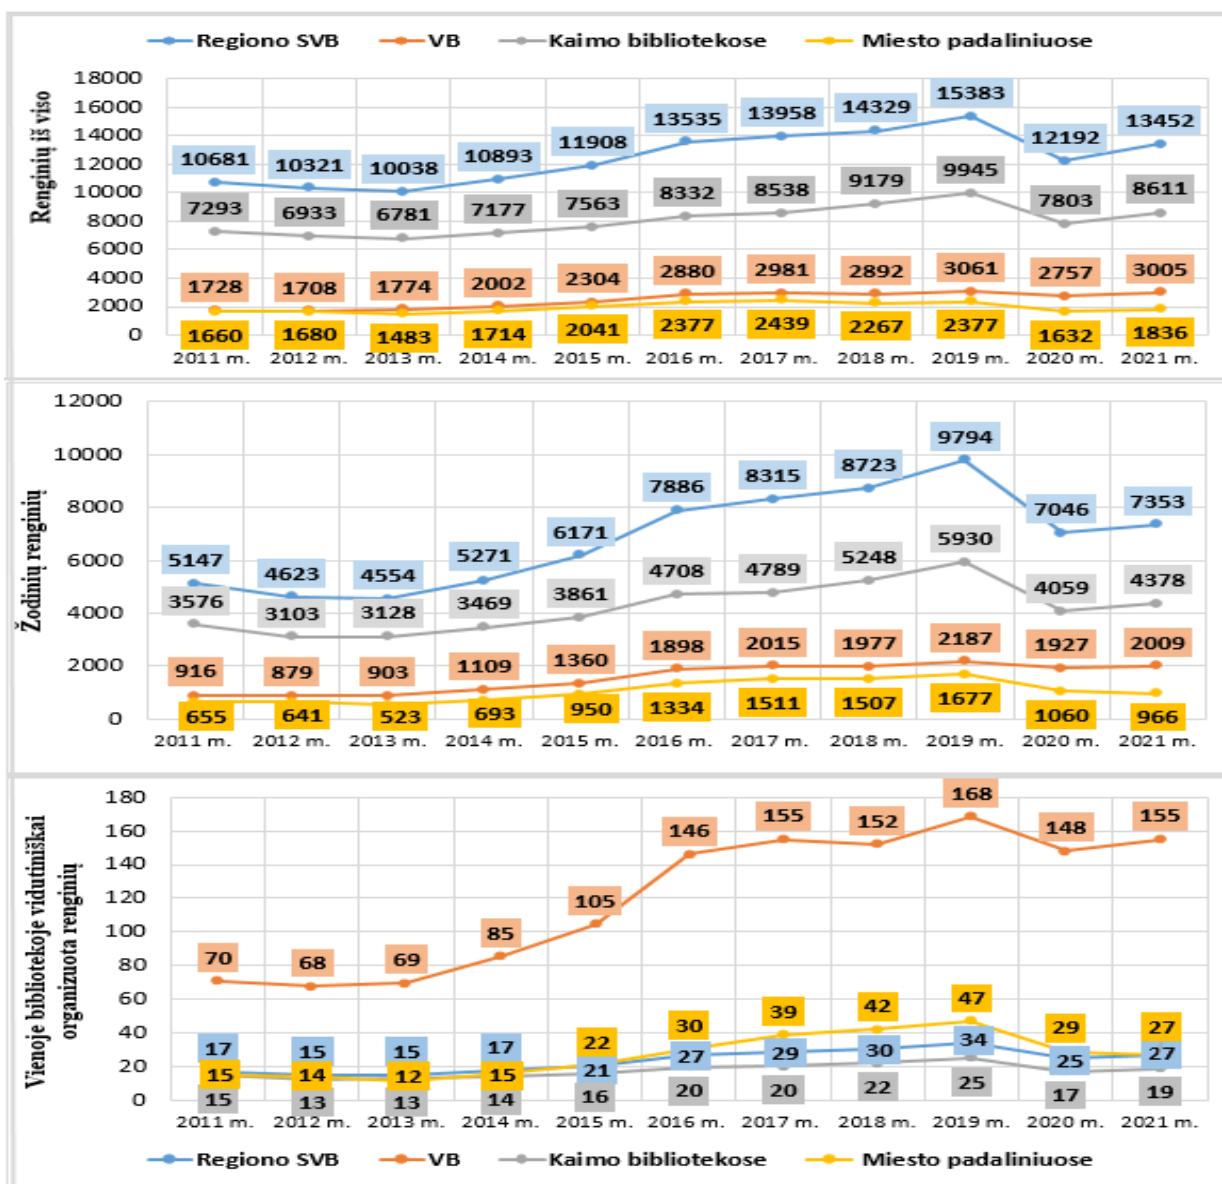 Regiono SVB VB Kaimo bibliotekose Miesto padaliniuose
Renginių iš viso
18000
16000
14000
12000
10000
8000
6000
4000
2000
0
10681 10321 10038 10893 11908 13535 13958 14329 15383 12192 13452
7293 6933 6781 7177 7563 8332 8538 9179 9945 7803 8611
1728 1708 1774 2002 2304 2880 2981 2892 3061 2757 3005
1660 1680 1483 1714 2041 2377 2439 2267 2377 1632 1836
2011 m. 2012 m. 2013 m. 2014 m. 2015 m. 2016 m. 2017 m. 2018 m. 2019 m. 2020 m. 2021 m.
Žodinių renginių
12000
10000
8000
6000
4000
2000
0
5147 4623 4554 5271 6171 7886 8315 8723 9794 7046 7353
3576 3103 3128 3469 3861 4708 4789 5248 5930 4059 4378
916 879 903 1109 1360 1898 2015 1977 2187 1927 2009
655 641 523 693 950 1334 1511 1507 1677 1060 966
2011 m. 2012 m. 2013 m. 2014 m. 2015 m. 2016 m. 2017 m. 2018 m. 2019 m. 2020 m. 2021 m.
Vienoje bibliotekoje vidutiniškai
organizuota renginių
180
160
140
120
100
80
60
40
20
0
70 68 69 85 105 146 155 152 168 148 155
17 15 15 17 21 27 29 30 34 25 27
15 14 12 15 22 30 39 42 47 29 27
15 13 13 14 16 20 20 22 25 17 19
2011 m. 2012 m. 2013 m. 2014 m. 2015 m. 2016 m. 2017 m. 2018 m. 2019 m. 2020 m. 2021 m.
Regiono SVB VB Kaimo bibliotekose Miesto padaliniuose